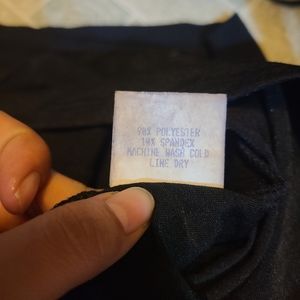 90% POLYESTER
10% SPANDEX
MACHINE WASH COLD
LINE DRY